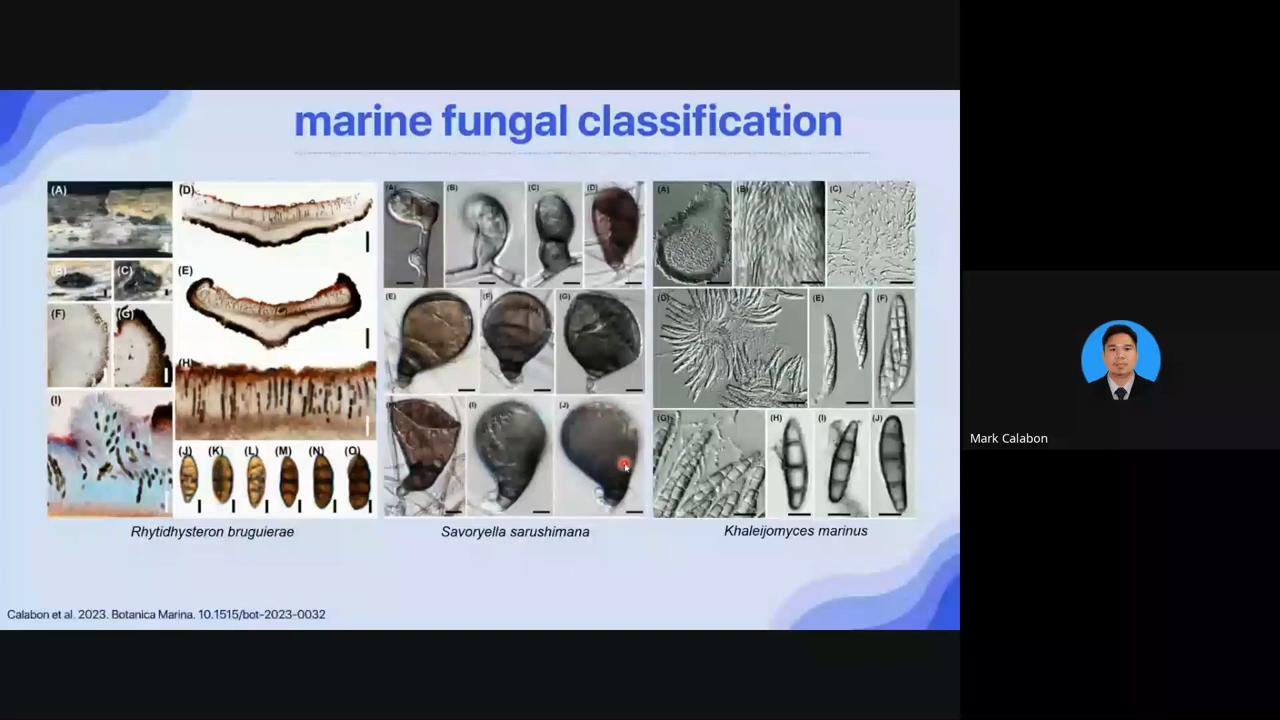 marine fungal classification
(A)
(D)
(B)
(C)
(E)
(F)
(G)
(H)
(I)
(J)
(K)
(L)
(M)
(N)
(O)
(A)
(B)
(C)
(D)
(E)
(F)
(G)
(I)
(J)
(A)
(B)
(C)
(D)
(E)
(F)
(G)
(H)
(I)
(J)
Rhytidhysteron bruguierae
Savoryella sarushimana
Khaleijomyces marinus
Calabon et al. 2023. Botanica Marina. 10.1515/bot-2023-0032
Mark Calabon